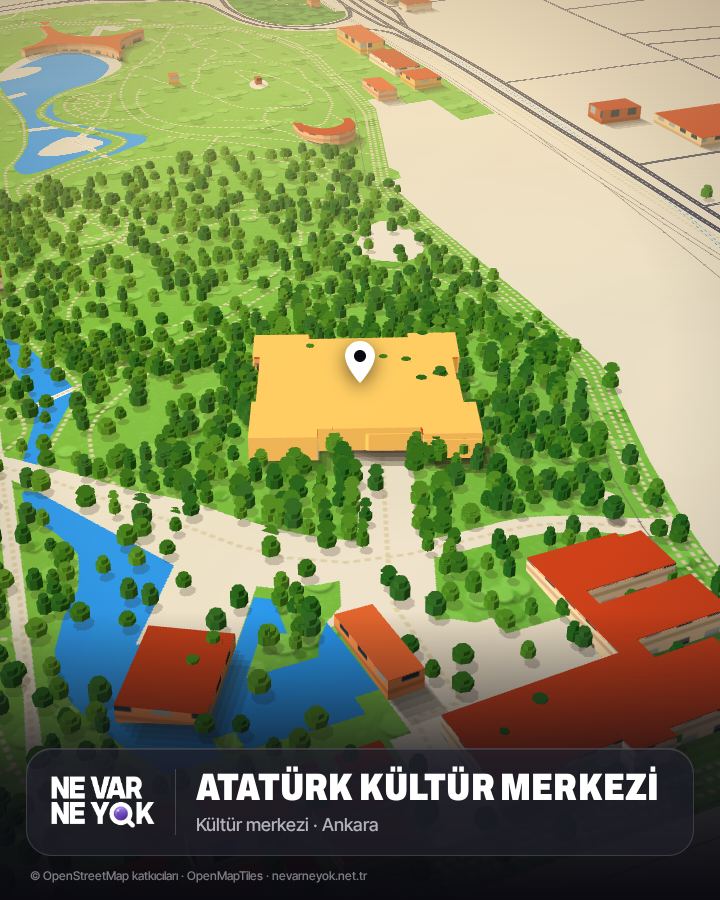 NE VAR
NE YOK
ATATÜRK KÜLTÜR MERKEZİ
Kültür merkezi · Ankara
© OpenStreetMap katkıcıları · OpenMapTiles · nevarneyok.net.tr